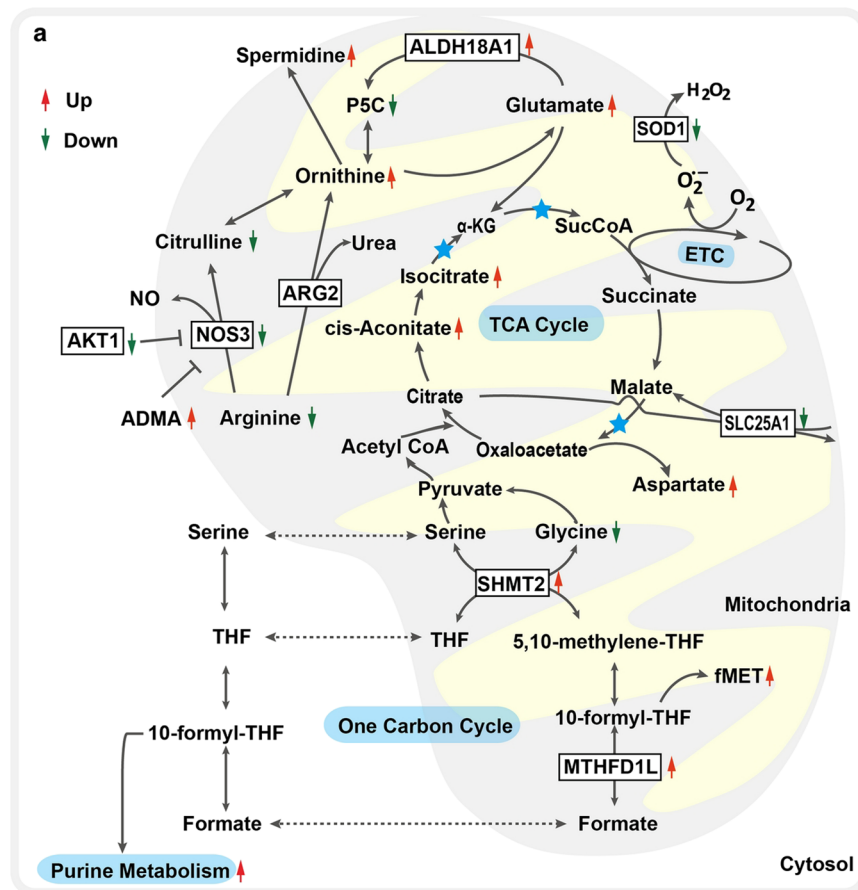 a
Up
Down
Spermidine
ALDH18A1
P5C
Glutamate
H2O2
SOD1
Ornithine
O2•−
O2
Citrulline
Urea
α-KG
SucCoA
ETC
Isocitrate
ARG2
Succinate
NO
cis-Aconitate
TCA Cycle
AKT1
NOS3
Malate
Citrate
ADMA
Arginine
SLC25A1
Acetyl CoA
Oxaloacetate
Aspartate
Pyruvate
Serine
Serine
Glycine
SHMT2
Mitochondria
THF
THF
5,10-methylene-THF
fMET
10-formyl-THF
One Carbon Cycle
10-formyl-THF
MTHFD1L
Formate
Formate
Purine Metabolism
Cytosol